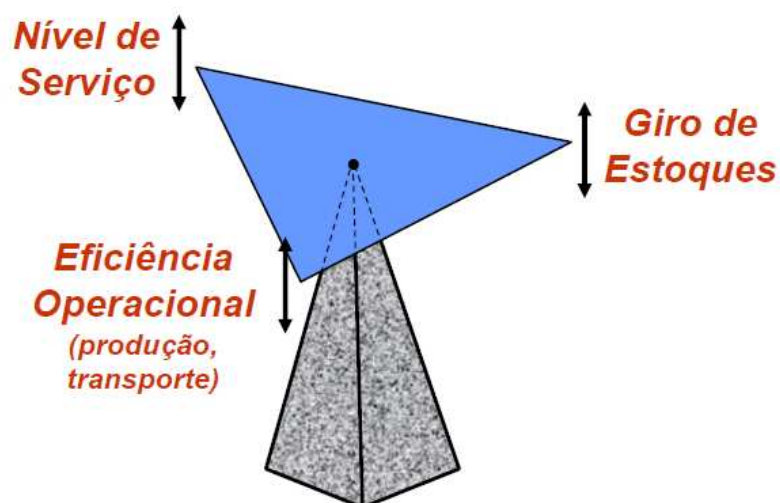 Nível de
Serviço
Giro de
Estoques
Eficiência
Operacional
(produção,
transporte)